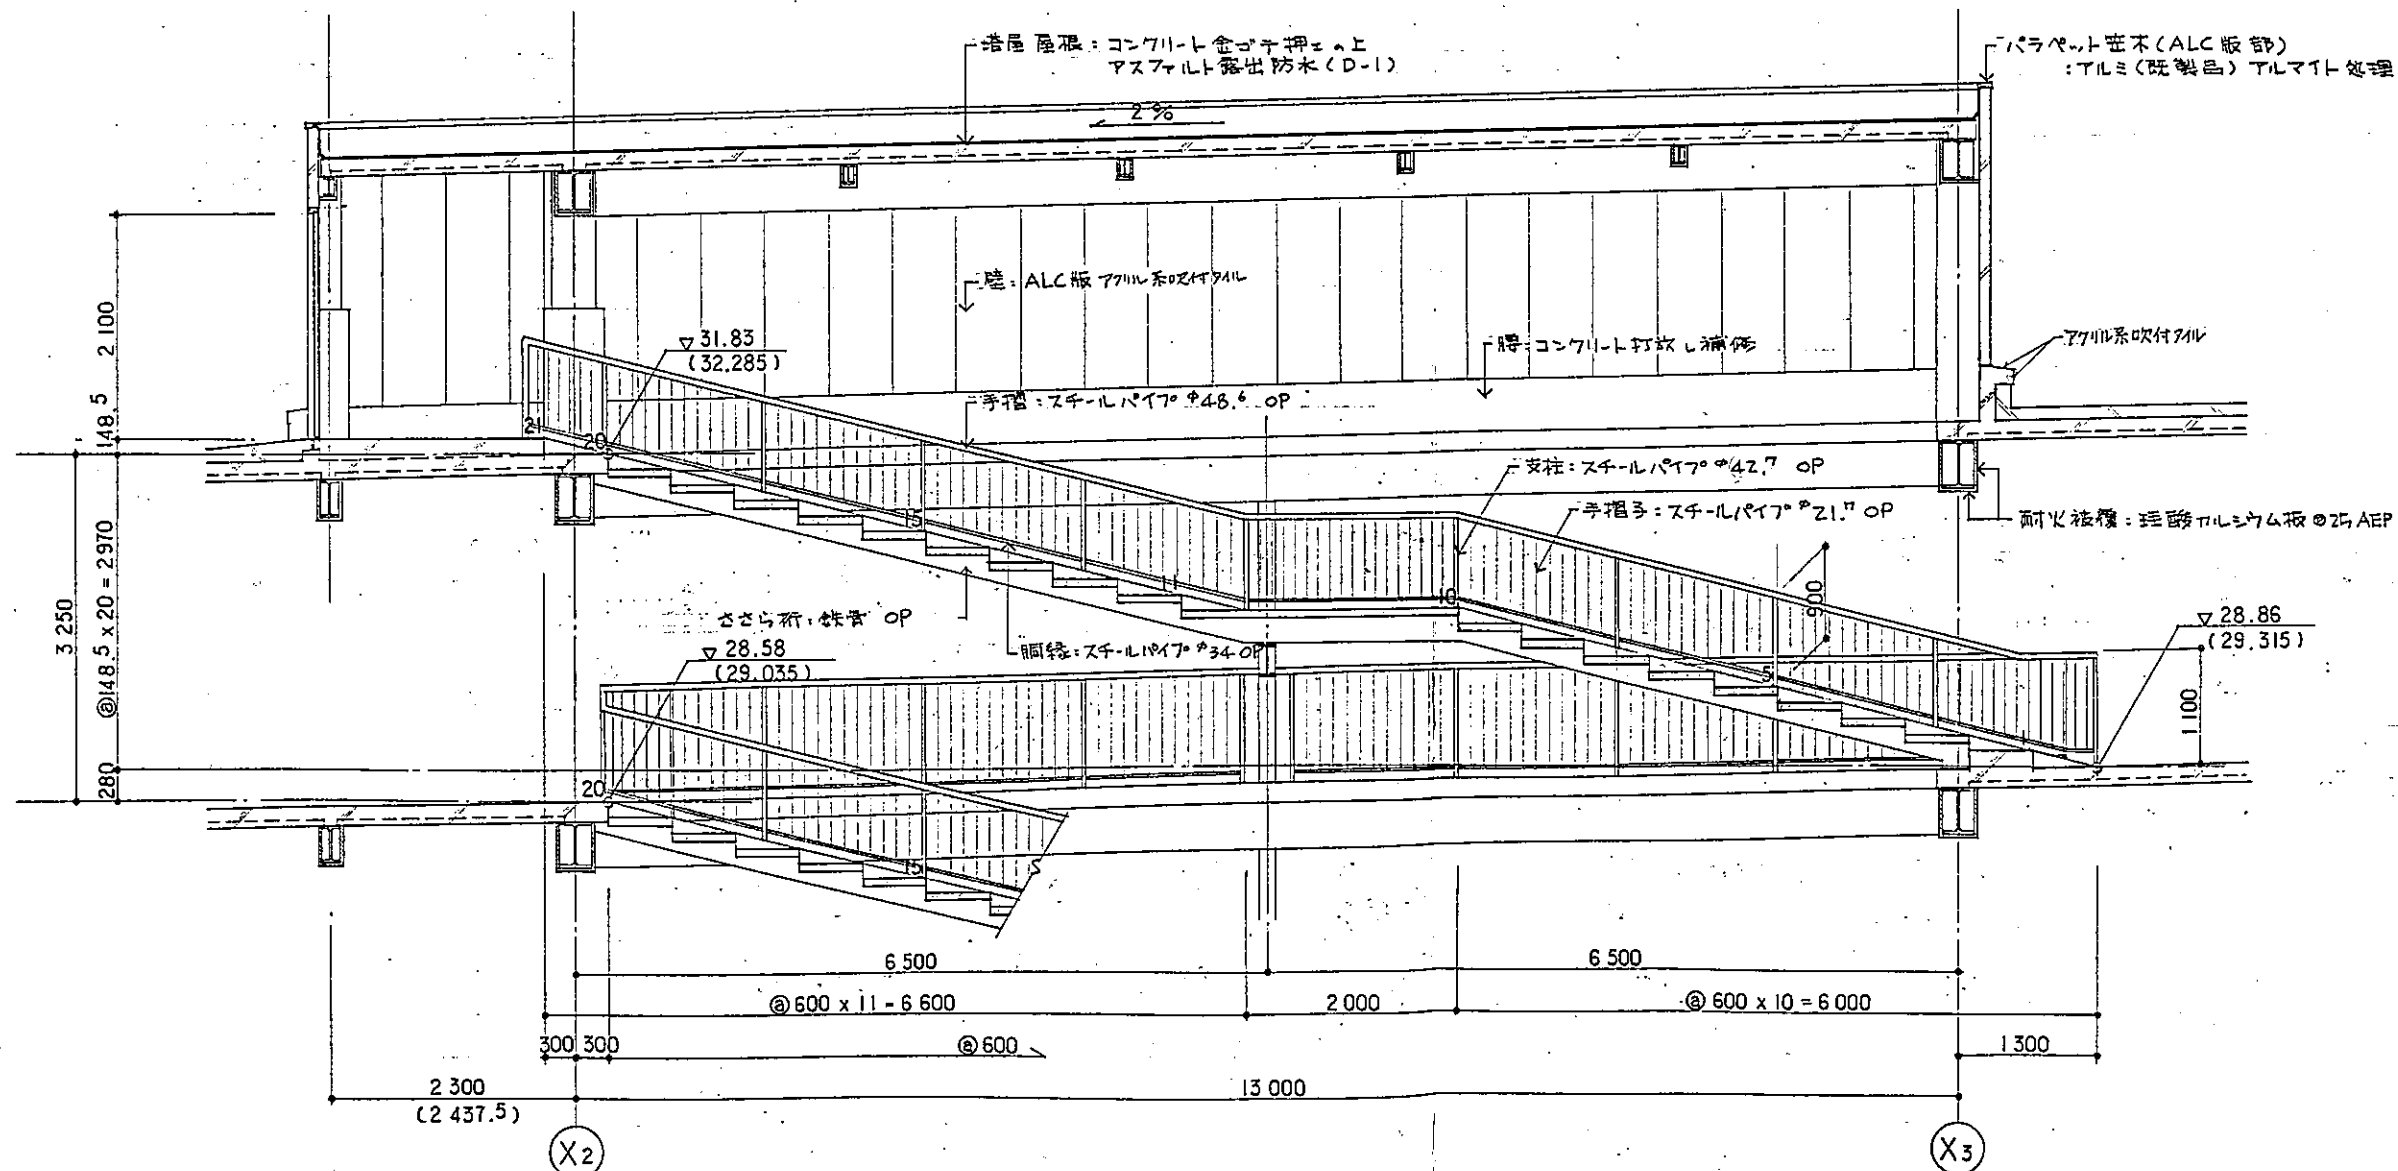 塔屋 屋根：コンクリート金ゴテ押エの上
アスファルト露出防水(D-1)
パラペット笠木(ALC版部)
：アルミ(既製品)アルマイト処理
2%
壁：ALC版 アクリル系吹付タイル
2 100
▽31.83
(32.285)
腰：コンクリート打放し補修
アクリル系吹付タイル
148.5
手摺：スチールパイプ φ48.6 OP
21
20
支柱：スチールパイプ φ42.7 OP
手摺子：スチールパイプ φ21.7 OP
15
耐火被覆：珪酸カルシウム板 ⑦25 AEP
3 250
@148.5 x 20 = 2970
11
10
900
ささら桁：鉄骨 OP
▽28.86
(29.315)
胴縁：スチールパイプ φ34 OP
▽28.58
(29.035)
5
1 100
280
20
15
6 500
6 500
@600 x 11 = 6 600
2 000
@600 x 10 = 6 000
300 300
@600
1 300
2 300
(2 437.5)
13 000
X2
X3